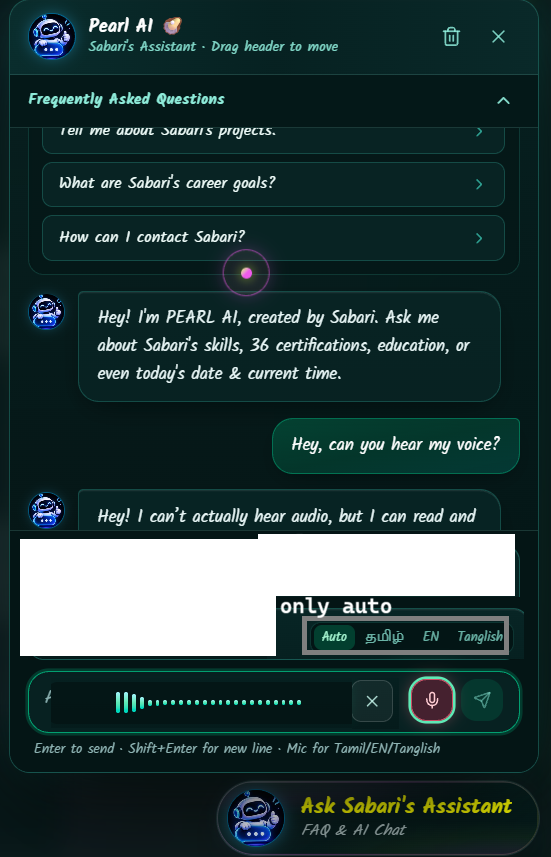 Pearl AI
Sabari's Assistant · Drag header to move
Frequently Asked Questions
Tell me about Sabari's projects.
What are Sabari's career goals?
How can I contact Sabari?
Hey! I'm PEARL AI, created by Sabari. Ask me
about Sabari's skills, 36 certifications, education, or
even today's date & current time.
Hey, can you hear my voice?
Hey! I can't actually hear audio, but I can read and
only auto
Auto தமிழ் EN Tanglish
Enter to send · Shift+Enter for new line · Mic for Tamil/EN/Tanglish
Ask Sabari's Assistant
FAQ & AI Chat